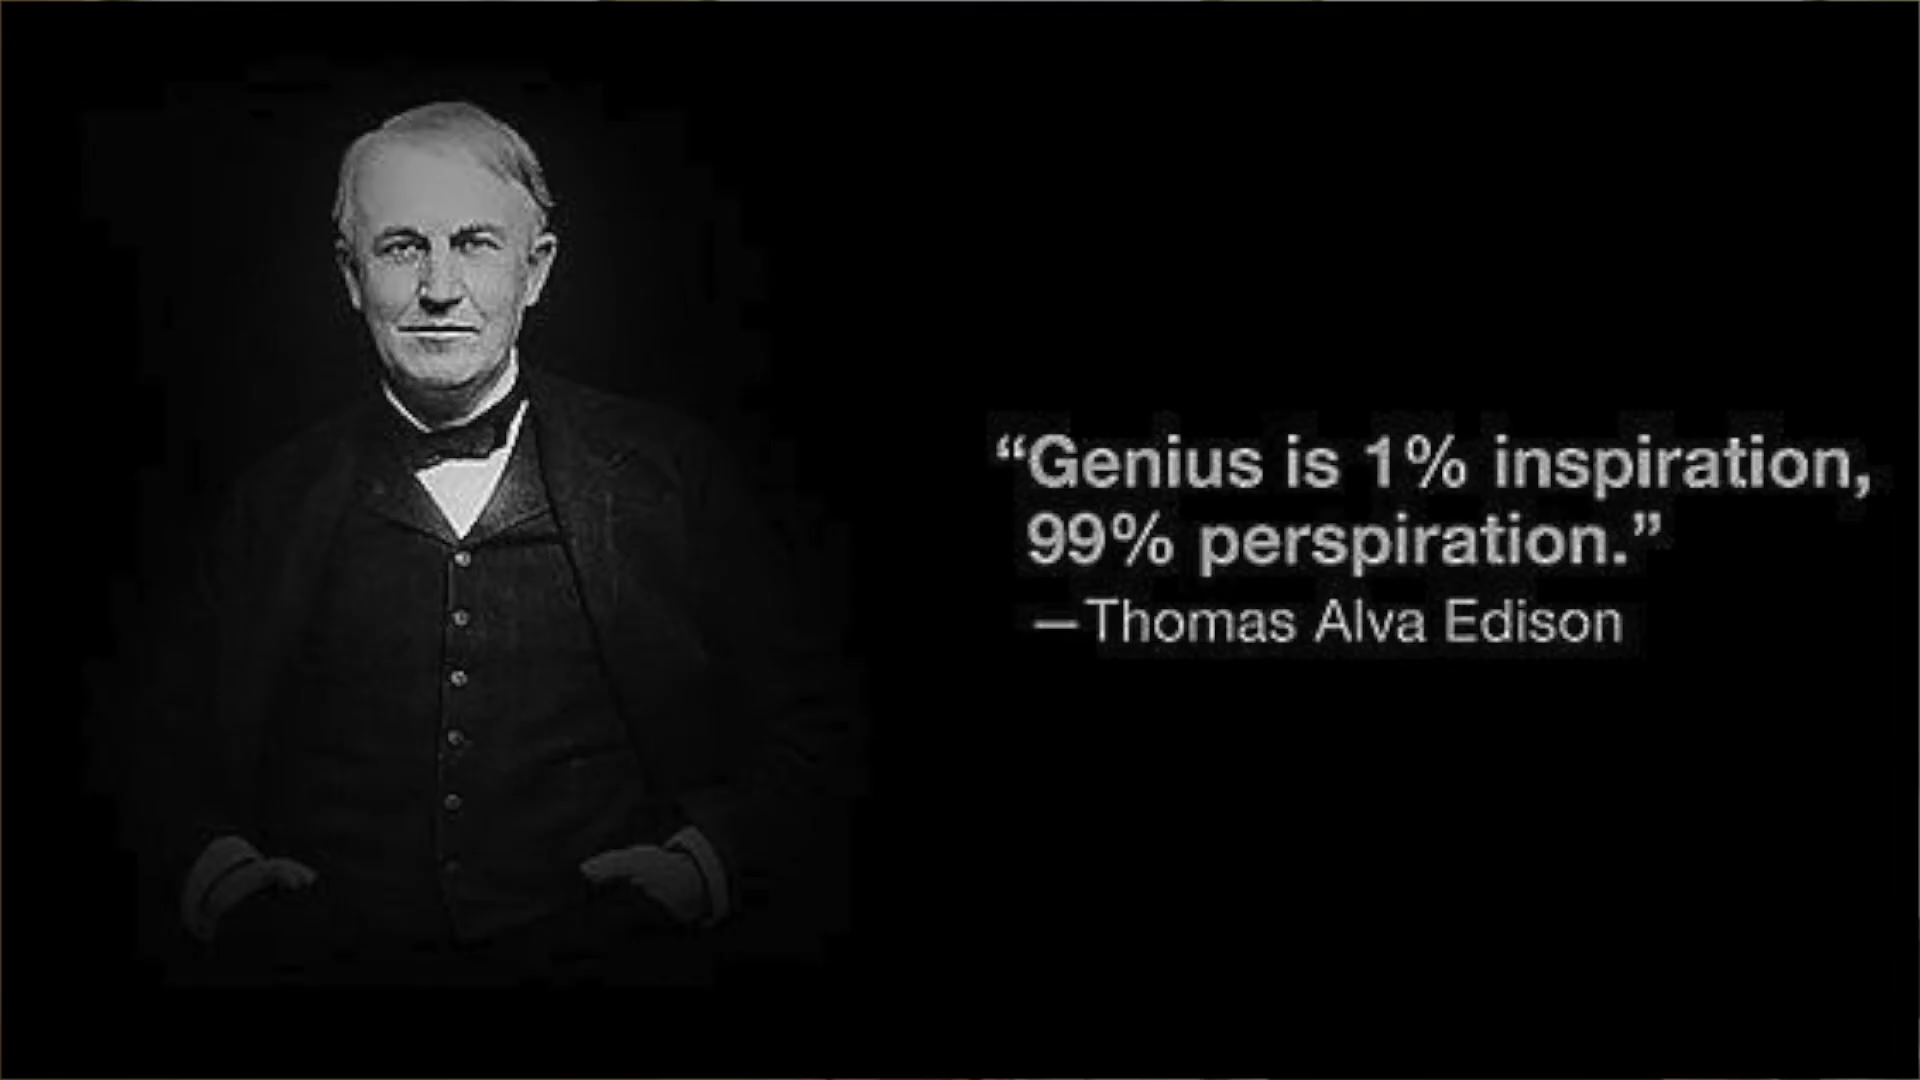 “Genius is 1% inspiration,
99% perspiration.”
—Thomas Alva Edison